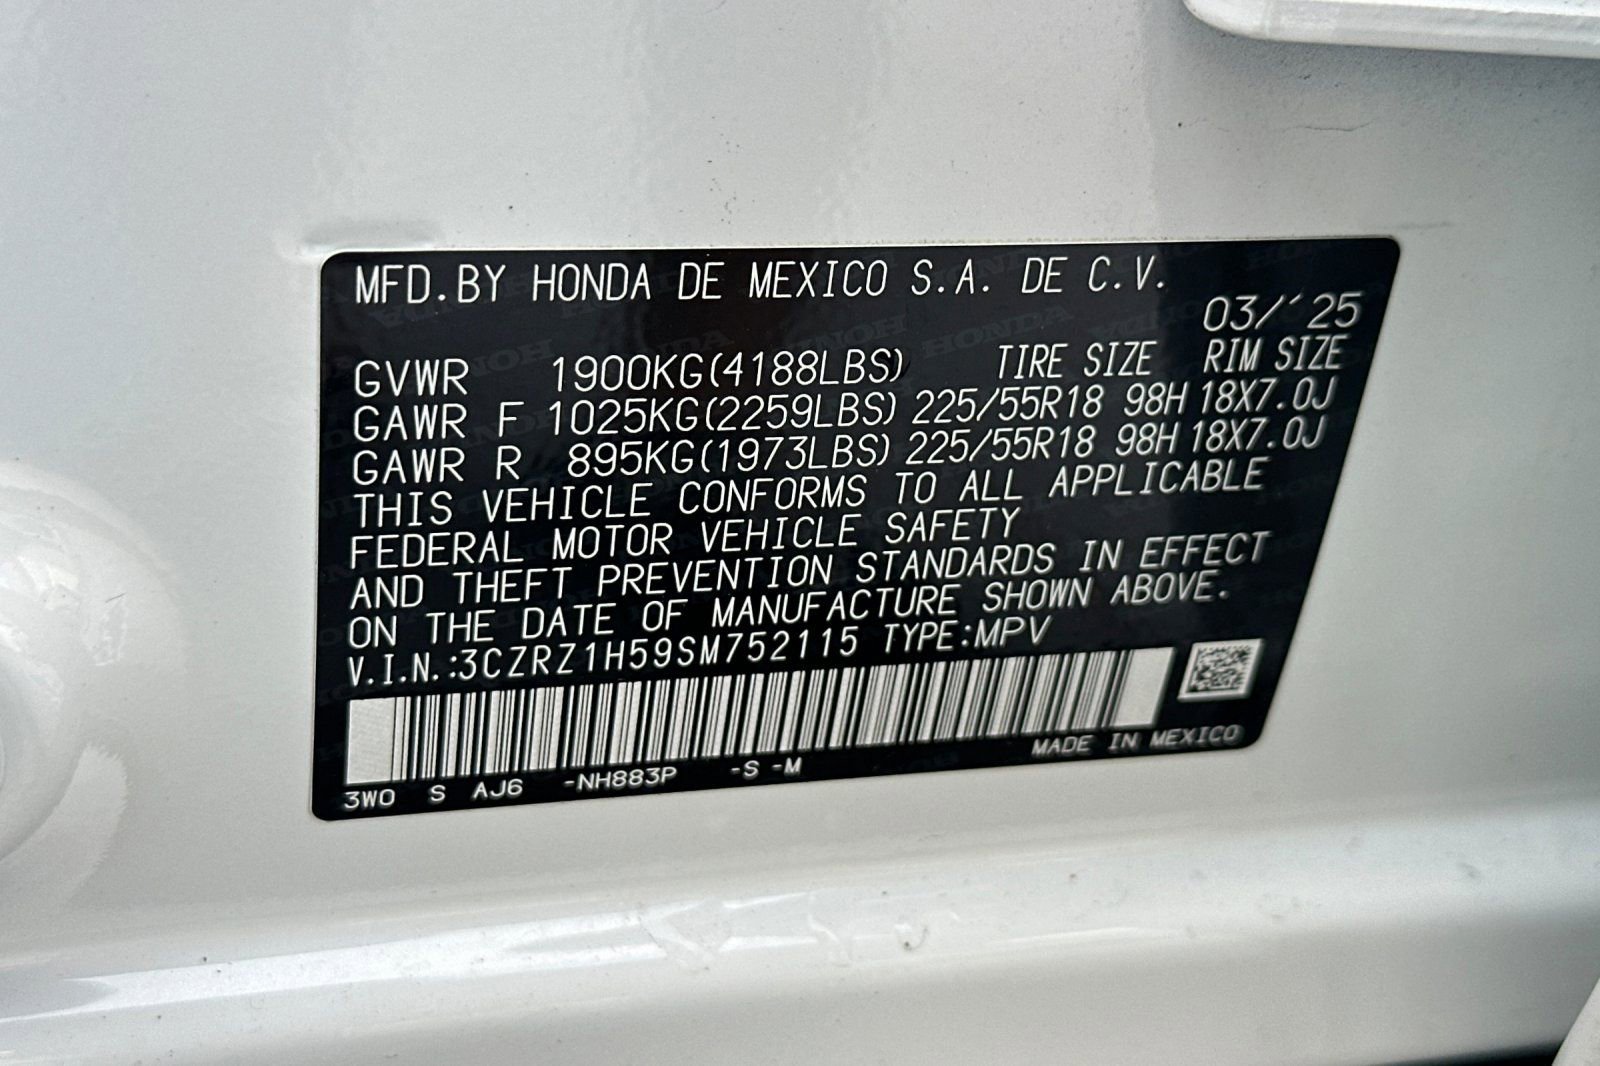 MFD.BY HONDA DE MEXICO S.A. DE C.V.
03/´25
GVWR 1900KG(4188LBS) TIRE SIZE RIM SIZE
GAWR F 1025KG(2259LBS) 225/55R18 98H 18X7.0J
GAWR R 895KG(1973LBS) 225/55R18 98H 18X7.0J
THIS VEHICLE CONFORMS TO ALL APPLICABLE
FEDERAL MOTOR VEHICLE SAFETY
AND THEFT PREVENTION STANDARDS IN EFFECT
ON THE DATE OF MANUFACTURE SHOWN ABOVE.
V.I.N.:3CZRZ1H59SM752115 TYPE:MPV
MADE IN MEXICO
3W0 S AJ6 -NH883P -S -M